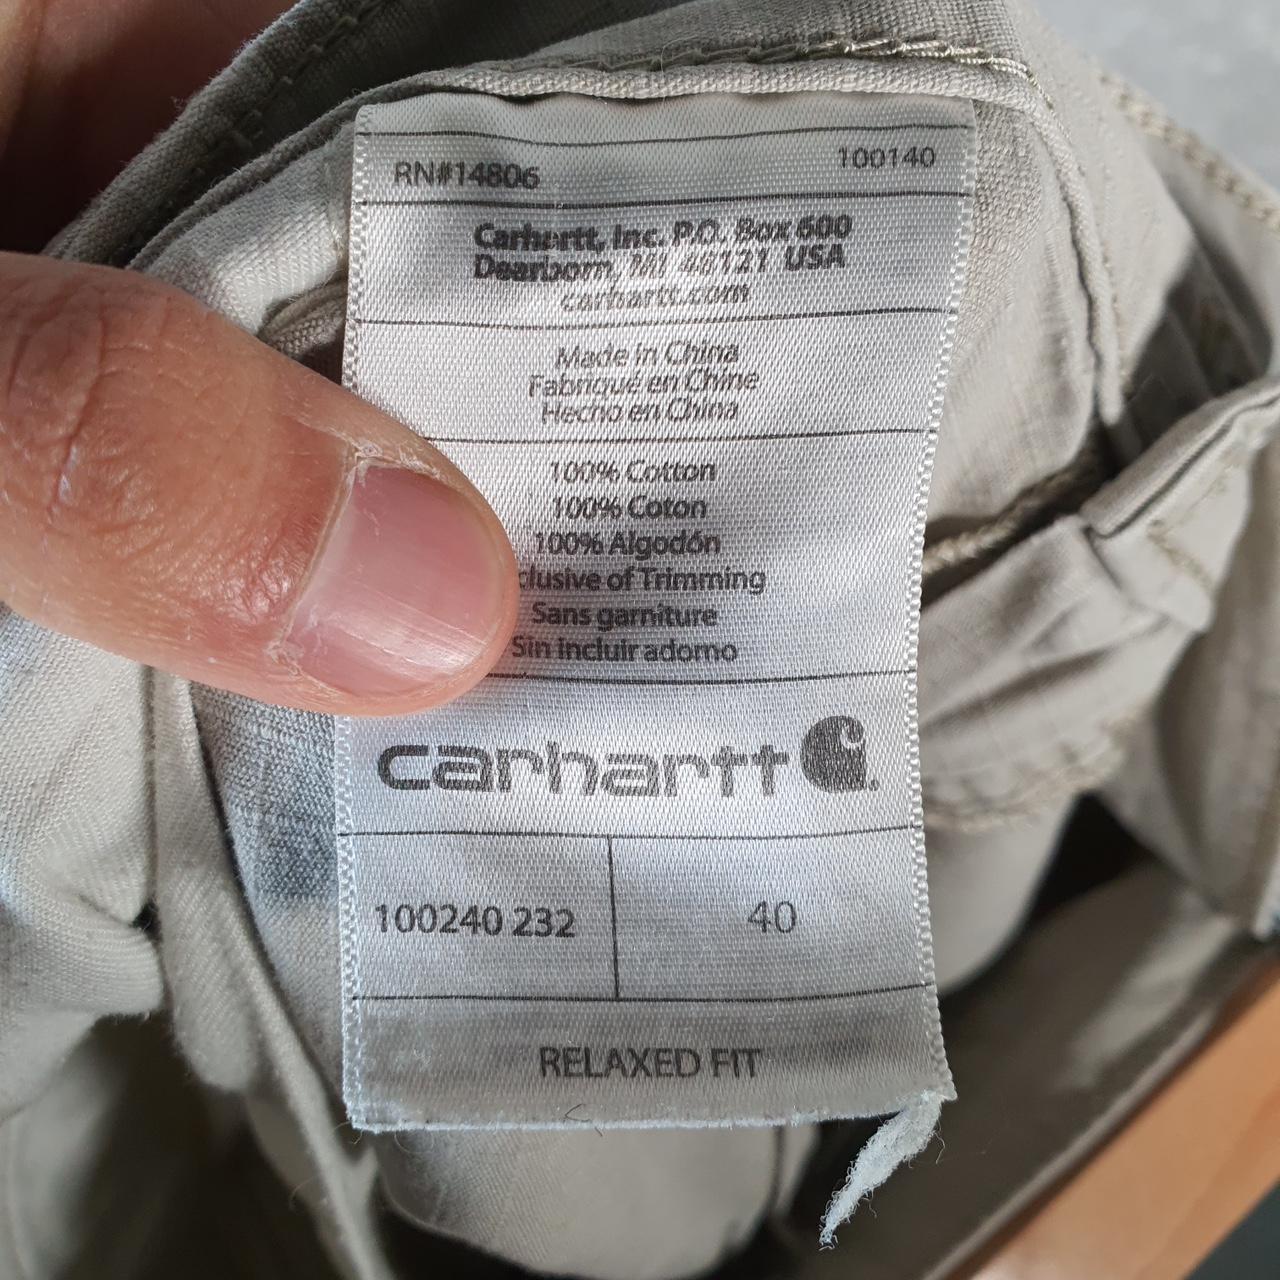 RN#14806 100140
Carhartt, Inc. P.O. Box 600
Dearborn, MI 48121 USA
carhartt.com
Made in China
Fabriqué en Chine
Hecho en China
100% Cotton
100% Coton
100% Algodón
clusive of Trimming
Sans garniture
Sin incluir adorno
carhartt
100240 232 40
RELAXED FIT